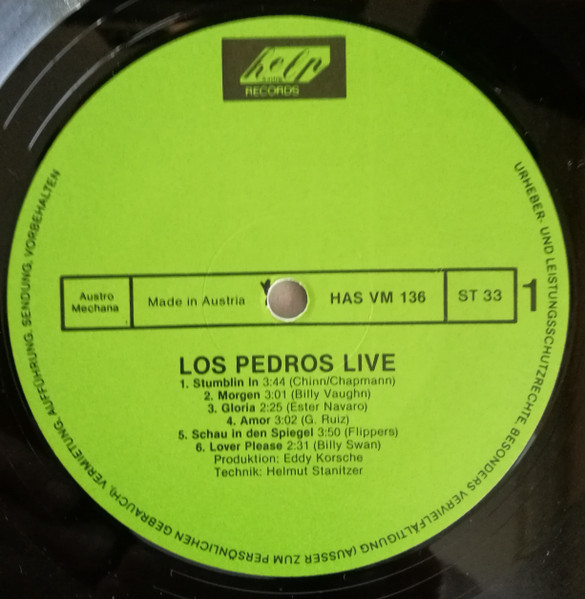 help
RECORDS
Austro
Mechana
Made in Austria
HAS VM 136
ST 33
1
LOS PEDROS LIVE
1. Stumblin In 3:44 (Chinn/Chapmann)
2. Morgen 3:01 (Billy Vaughn)
3. Gloria 2:25 (Ester Navaro)
4. Amor 3:02 (G. Ruiz)
5. Schau in den Spiegel 3:50 (Flippers)
6. Lover Please 2:31 (Billy Swan)
Produktion: Eddy Korsche
Technik: Helmut Stanitzer
URHEBER- UND LEISTUNGSSCHUTZRECHTE, BESONDERS VERVIELFÄLTIGUNG (AUSSER ZUM PERSÖNLICHEN GEBRAUCH), VERMIETUNG, AUFFÜHRUNG, SENDUNG, VORBEHALTEN